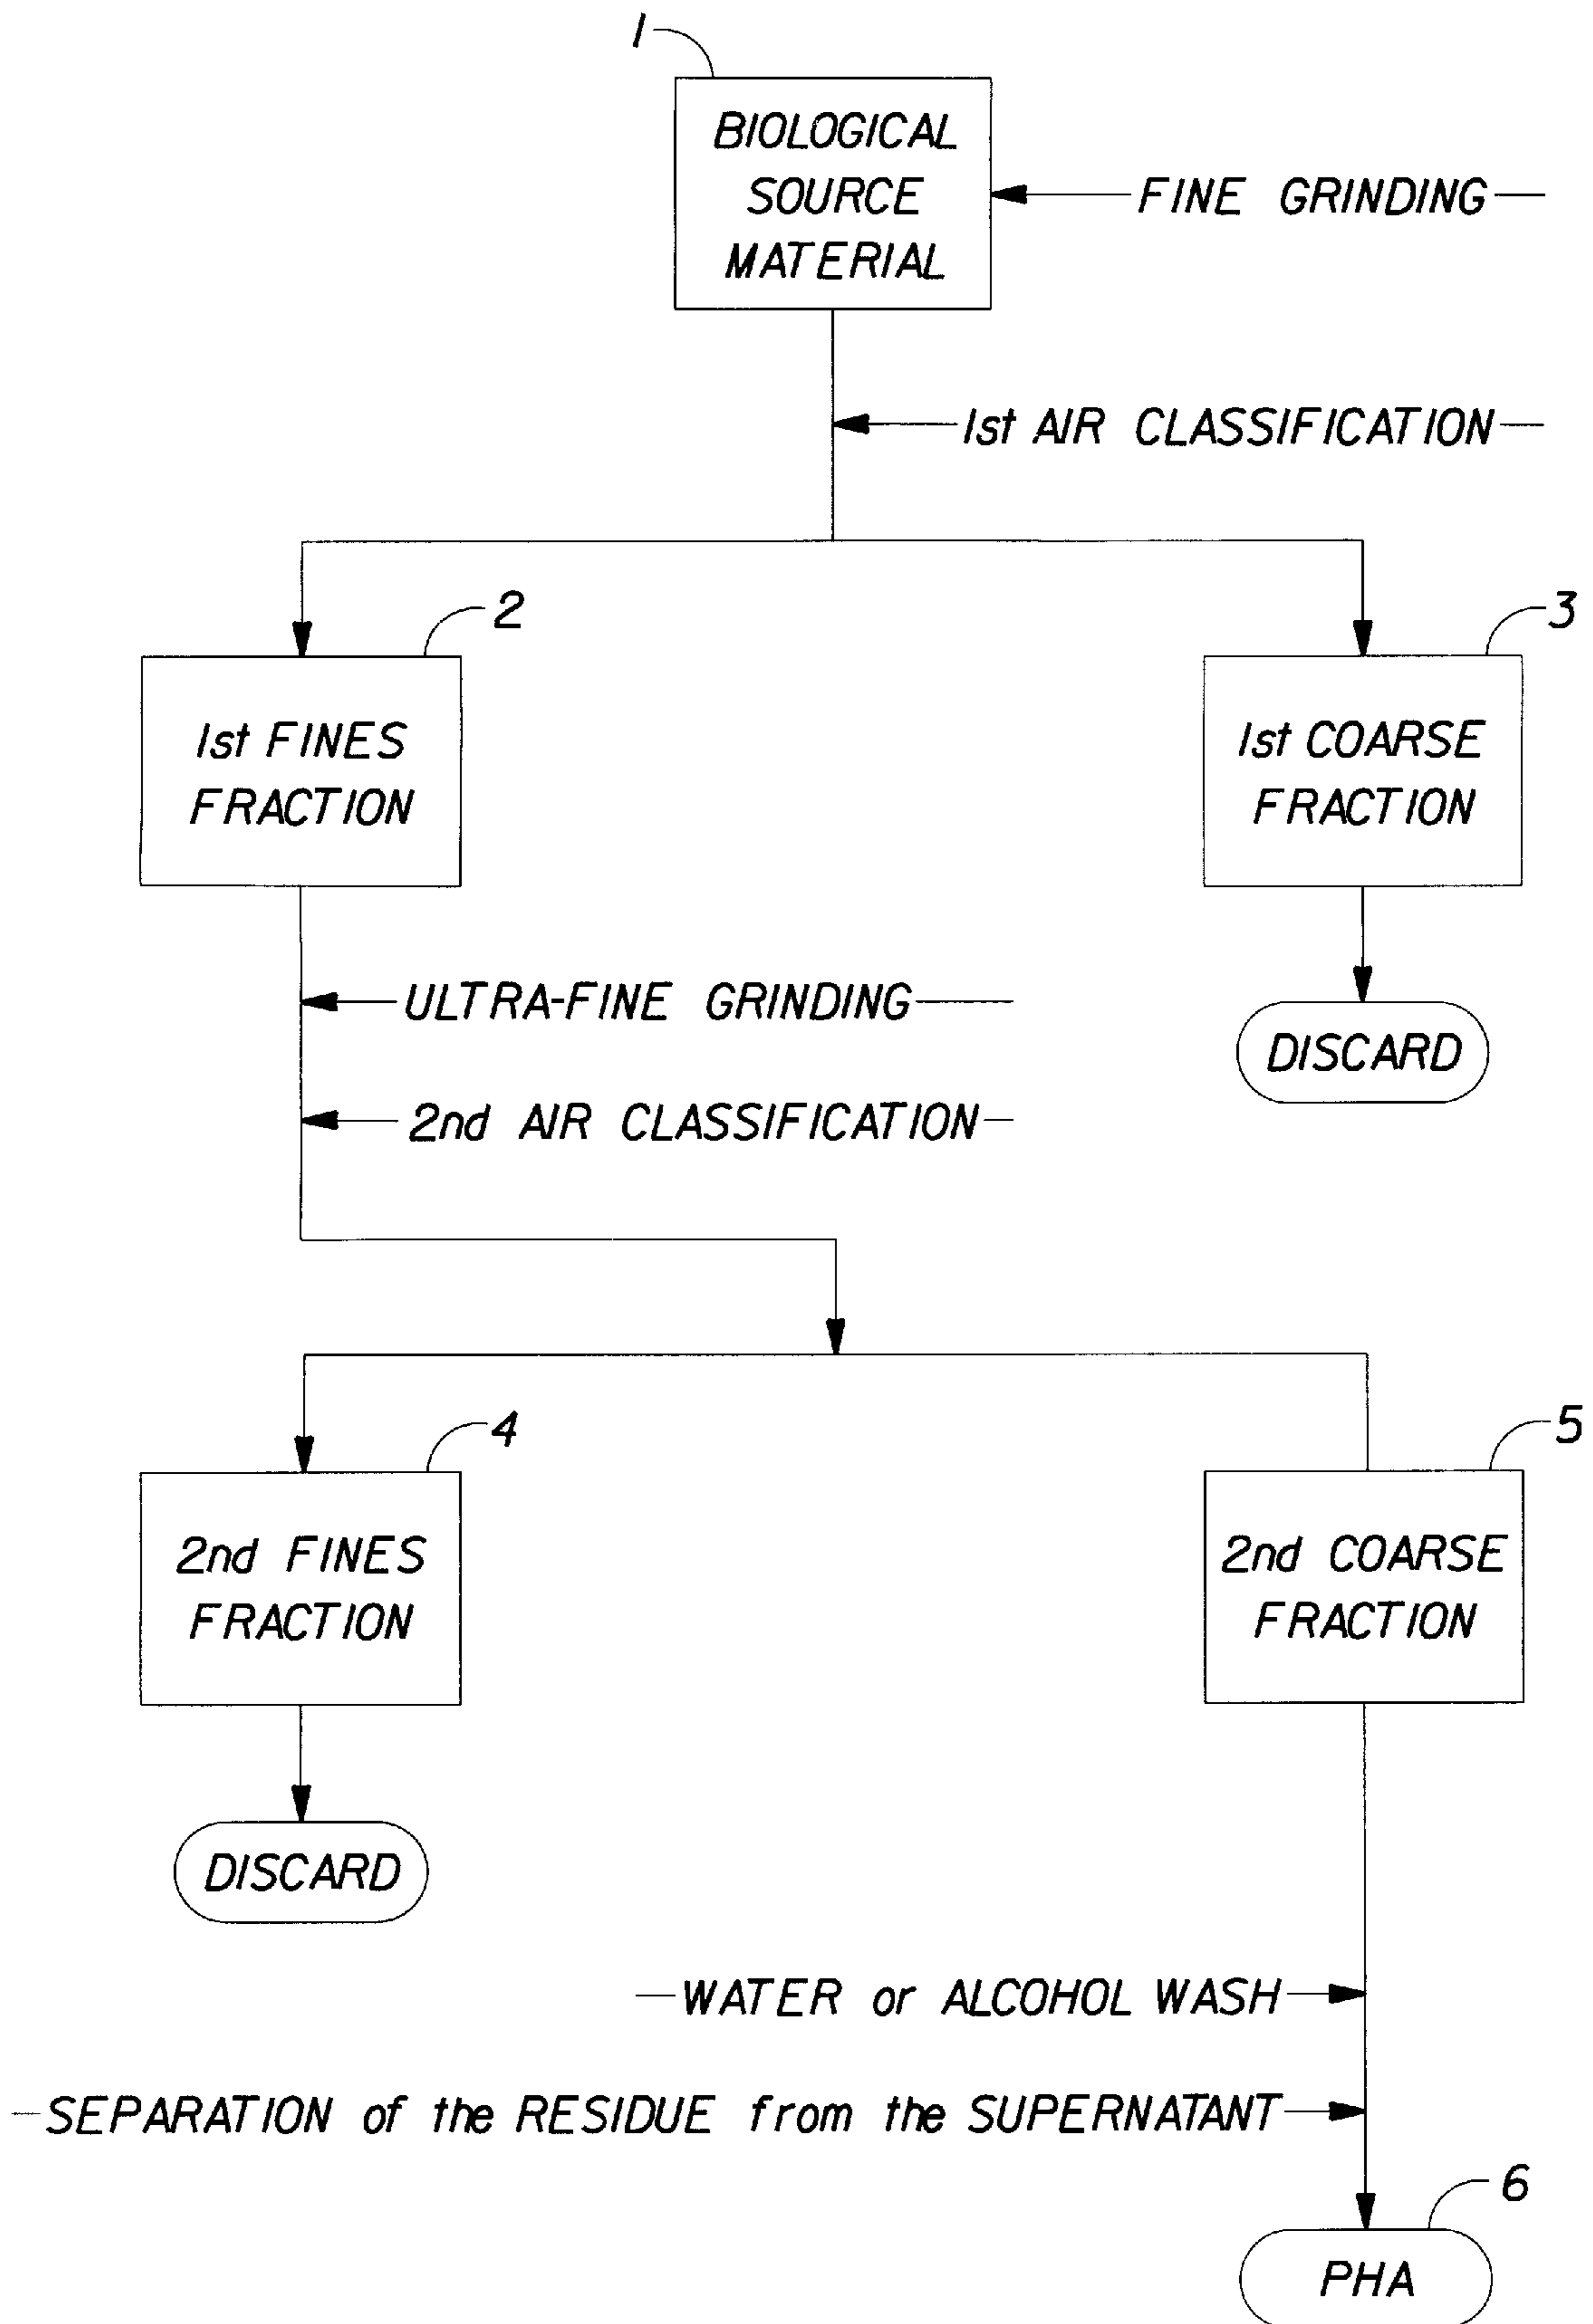 1
BIOLOGICAL
SOURCE
MATERIAL
FINE GRINDING
1st AIR CLASSIFICATION
2
3
1st FINES
FRACTION
1st COARSE
FRACTION
ULTRA-FINE GRINDING
DISCARD
2nd AIR CLASSIFICATION
4
5
2nd FINES
FRACTION
2nd COARSE
FRACTION
DISCARD
WATER or ALCOHOL WASH
SEPARATION of the RESIDUE from the SUPERNATANT
6
PHA